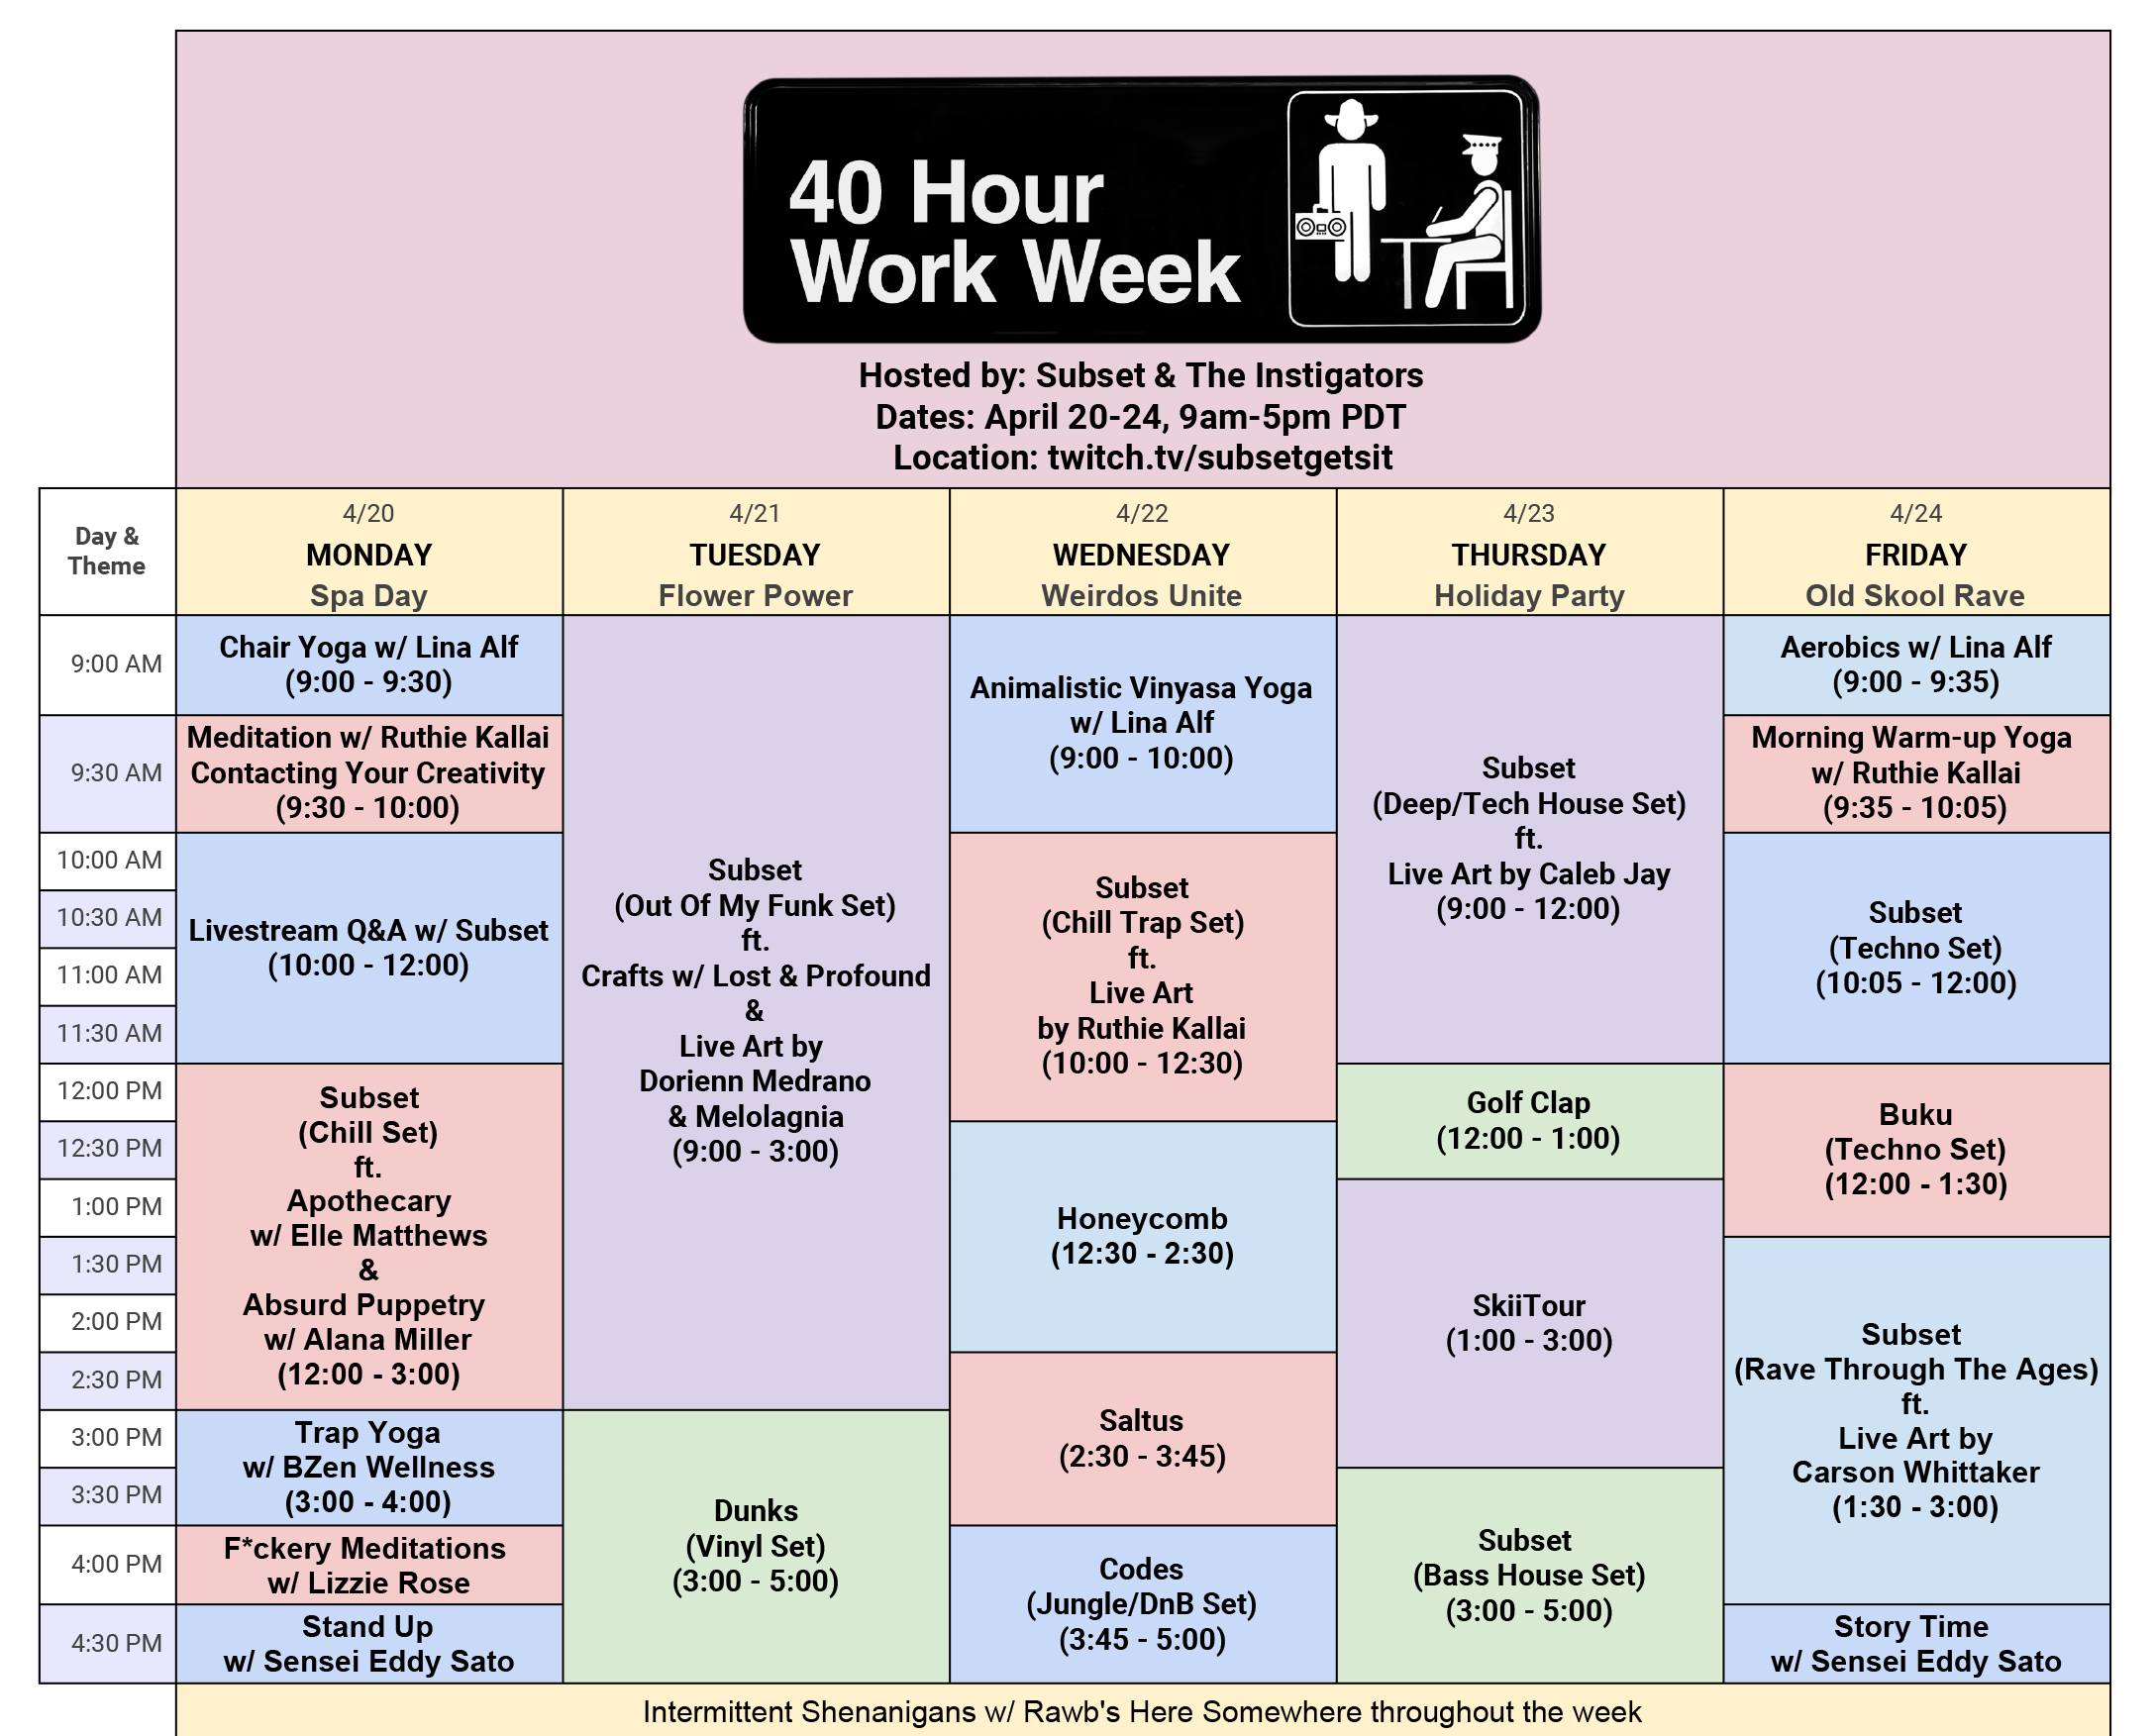 40 Hour
Work Week
Hosted by: Subset & The Instigators
Dates: April 20-24, 9am-5pm PDT
Location: twitch.tv/subsetgetsit
Day &
Theme
4/20
MONDAY
Spa Day
4/21
TUESDAY
Flower Power
4/22
WEDNESDAY
Weirdos Unite
4/23
THURSDAY
Holiday Party
4/24
FRIDAY
Old Skool Rave
9:00 AM
9:30 AM
10:00 AM
10:30 AM
11:00 AM
11:30 AM
12:00 PM
12:30 PM
1:00 PM
1:30 PM
2:00 PM
2:30 PM
3:00 PM
3:30 PM
4:00 PM
4:30 PM
Chair Yoga w/ Lina Alf
(9:00 - 9:30)
Meditation w/ Ruthie Kallai
Contacting Your Creativity
(9:30 - 10:00)
Livestream Q&A w/ Subset
(10:00 - 12:00)
Subset
(Chill Set)
ft.
Apothecary
w/ Elle Matthews
&
Absurd Puppetry
w/ Alana Miller
(12:00 - 3:00)
Trap Yoga
w/ BZen Wellness
(3:00 - 4:00)
F*ckery Meditations
w/ Lizzie Rose
Stand Up
w/ Sensei Eddy Sato
Subset
(Out Of My Funk Set)
ft.
Crafts w/ Lost & Profound
&
Live Art by
Dorienn Medrano
& Melolagnia
(9:00 - 3:00)
Dunks
(Vinyl Set)
(3:00 - 5:00)
Animalistic Vinyasa Yoga
w/ Lina Alf
(9:00 - 10:00)
Subset
(Chill Trap Set)
ft.
Live Art
by Ruthie Kallai
(10:00 - 12:30)
Honeycomb
(12:30 - 2:30)
Saltus
(2:30 - 3:45)
Codes
(Jungle/DnB Set)
(3:45 - 5:00)
Subset
(Deep/Tech House Set)
ft.
Live Art by Caleb Jay
(9:00 - 12:00)
Golf Clap
(12:00 - 1:00)
SkiiTour
(1:00 - 3:00)
Subset
(Bass House Set)
(3:00 - 5:00)
Aerobics w/ Lina Alf
(9:00 - 9:35)
Morning Warm-up Yoga
w/ Ruthie Kallai
(9:35 - 10:05)
Subset
(Techno Set)
(10:05 - 12:00)
Buku
(Techno Set)
(12:00 - 1:30)
Subset
(Rave Through The Ages)
ft.
Live Art by
Carson Whittaker
(1:30 - 3:00)
Story Time
w/ Sensei Eddy Sato
Intermittent Shenanigans w/ Rawb's Here Somewhere throughout the week